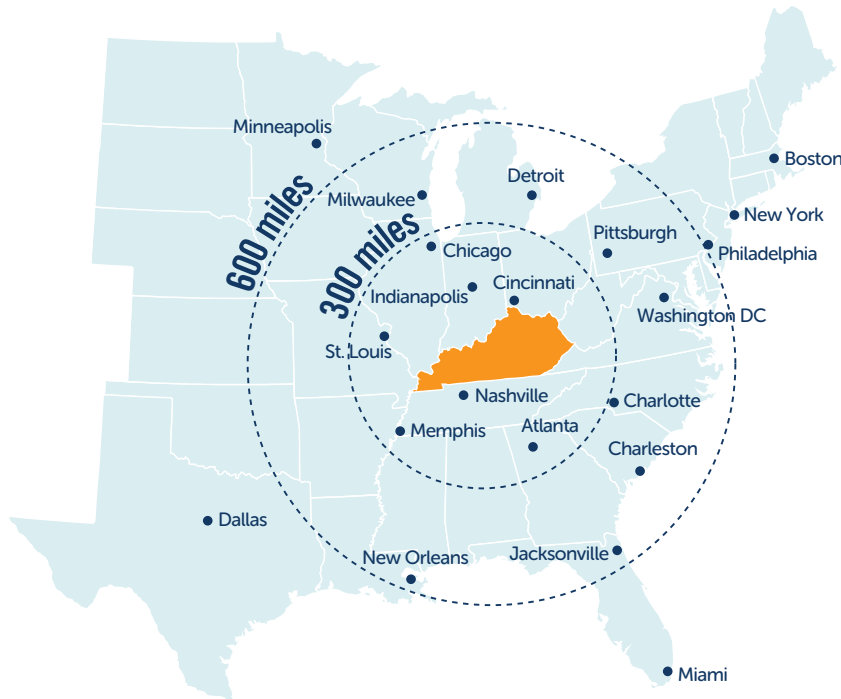 Minneapolis
Boston
Detroit
Milwaukee
600 miles
New York
300 miles
Pittsburgh
Chicago
Philadelphia
Cincinnati
Indianapolis
Washington DC
St. Louis
Nashville
Charlotte
Memphis
Atlanta
Charleston
Dallas
New Orleans
Jacksonville
Miami